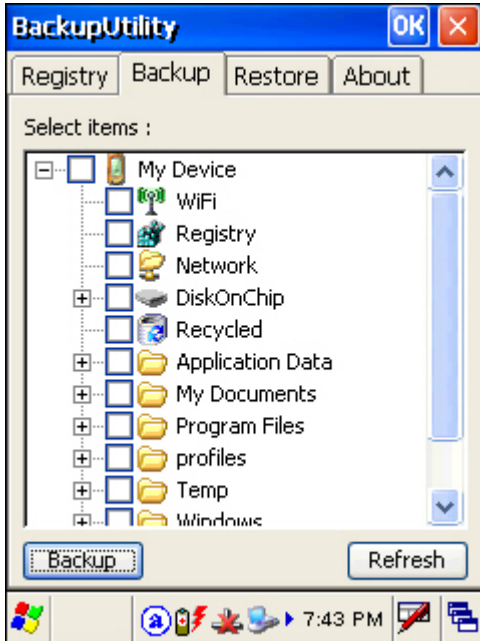 BackupUtility OK
Registry Backup Restore About
Select items :
My Device
WiFi
Registry
Network
DiskOnChip
Recycled
Application Data
My Documents
Program Files
profiles
Temp
Windows
Backup Refresh
a 7:43 PM